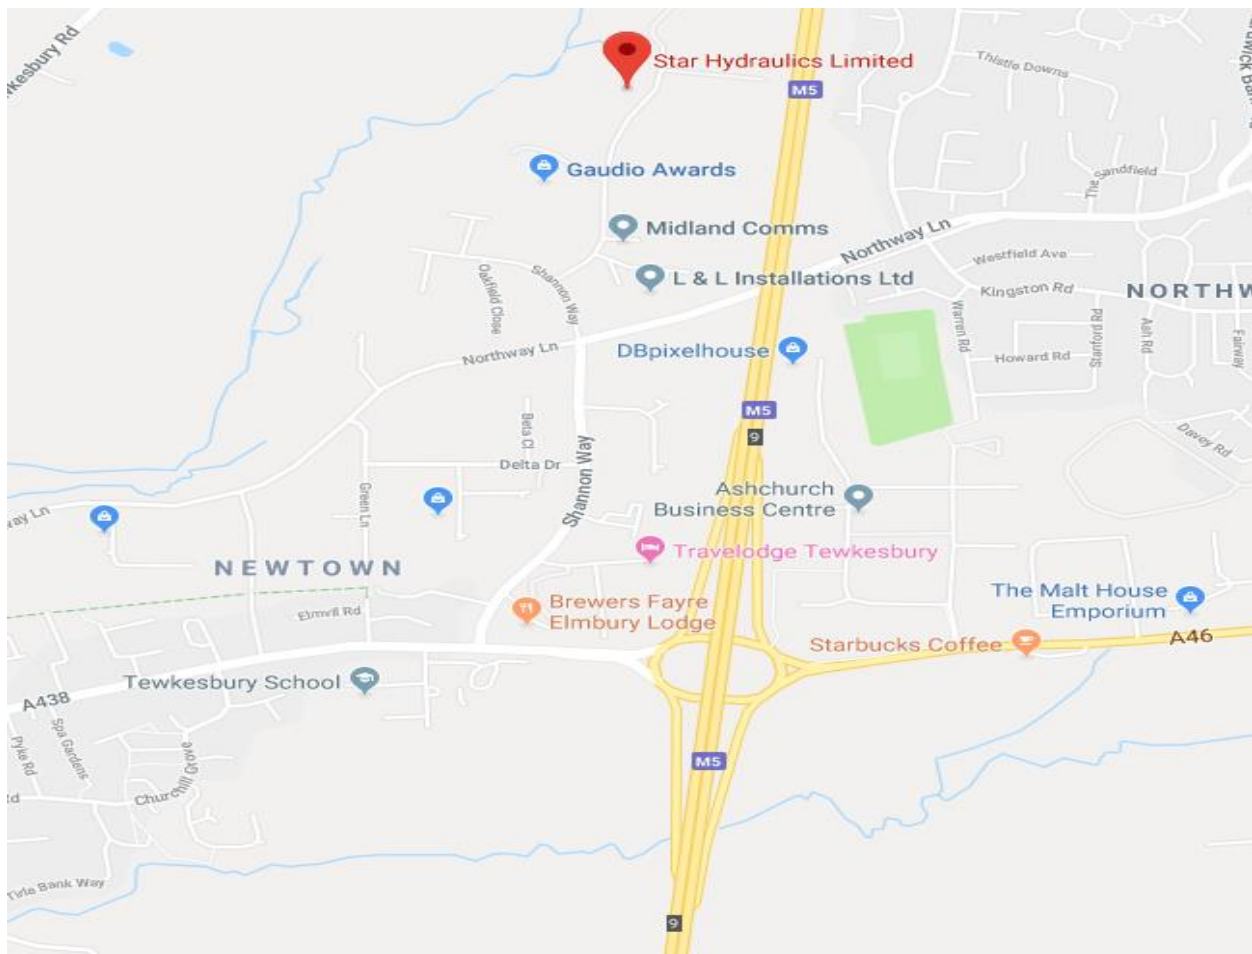 wkesbury Rd
Star Hydraulics Limited
M5
Thistle Downs
Gaudio Awards
The Sandfield
Midland Comms
Northway Ln
Westfield Ave
Oakfield Close
Shannon Way
L & L Installations Ltd
Kingston Rd
NORTHW
Warren Rd
Stanford Rd
Ash Rd
Fairway
Northway Ln
DBpixelhouse
Howard Rd
M5
9
Beta Cl
Davey Rd
Delta Dr
Shannon Way
Green Ln
Ashchurch
Business Centre
way Ln
Travelodge Tewkesbury
NEWTOWN
The Malt House
Emporium
Brewers Fayre
Elmbury Lodge
Elmvil Rd
Starbucks Coffee
A46
Tewkesbury School
A438
Spa Gardens
Pyke Rd
Churchill Grove
M5
Rd
Tirle Bank Way
9